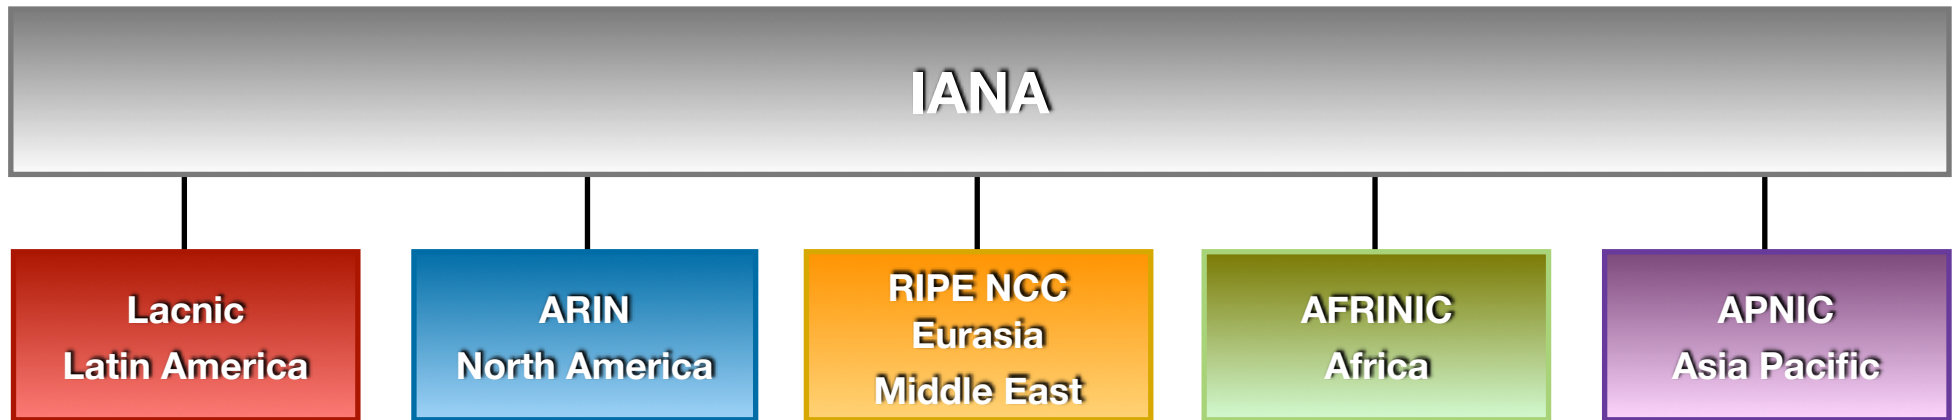 IANA
Lacnic
Latin America
ARIN
North America
RIPE NCC
Eurasia
Middle East
AFRINIC
Africa
APNIC
Asia Pacific